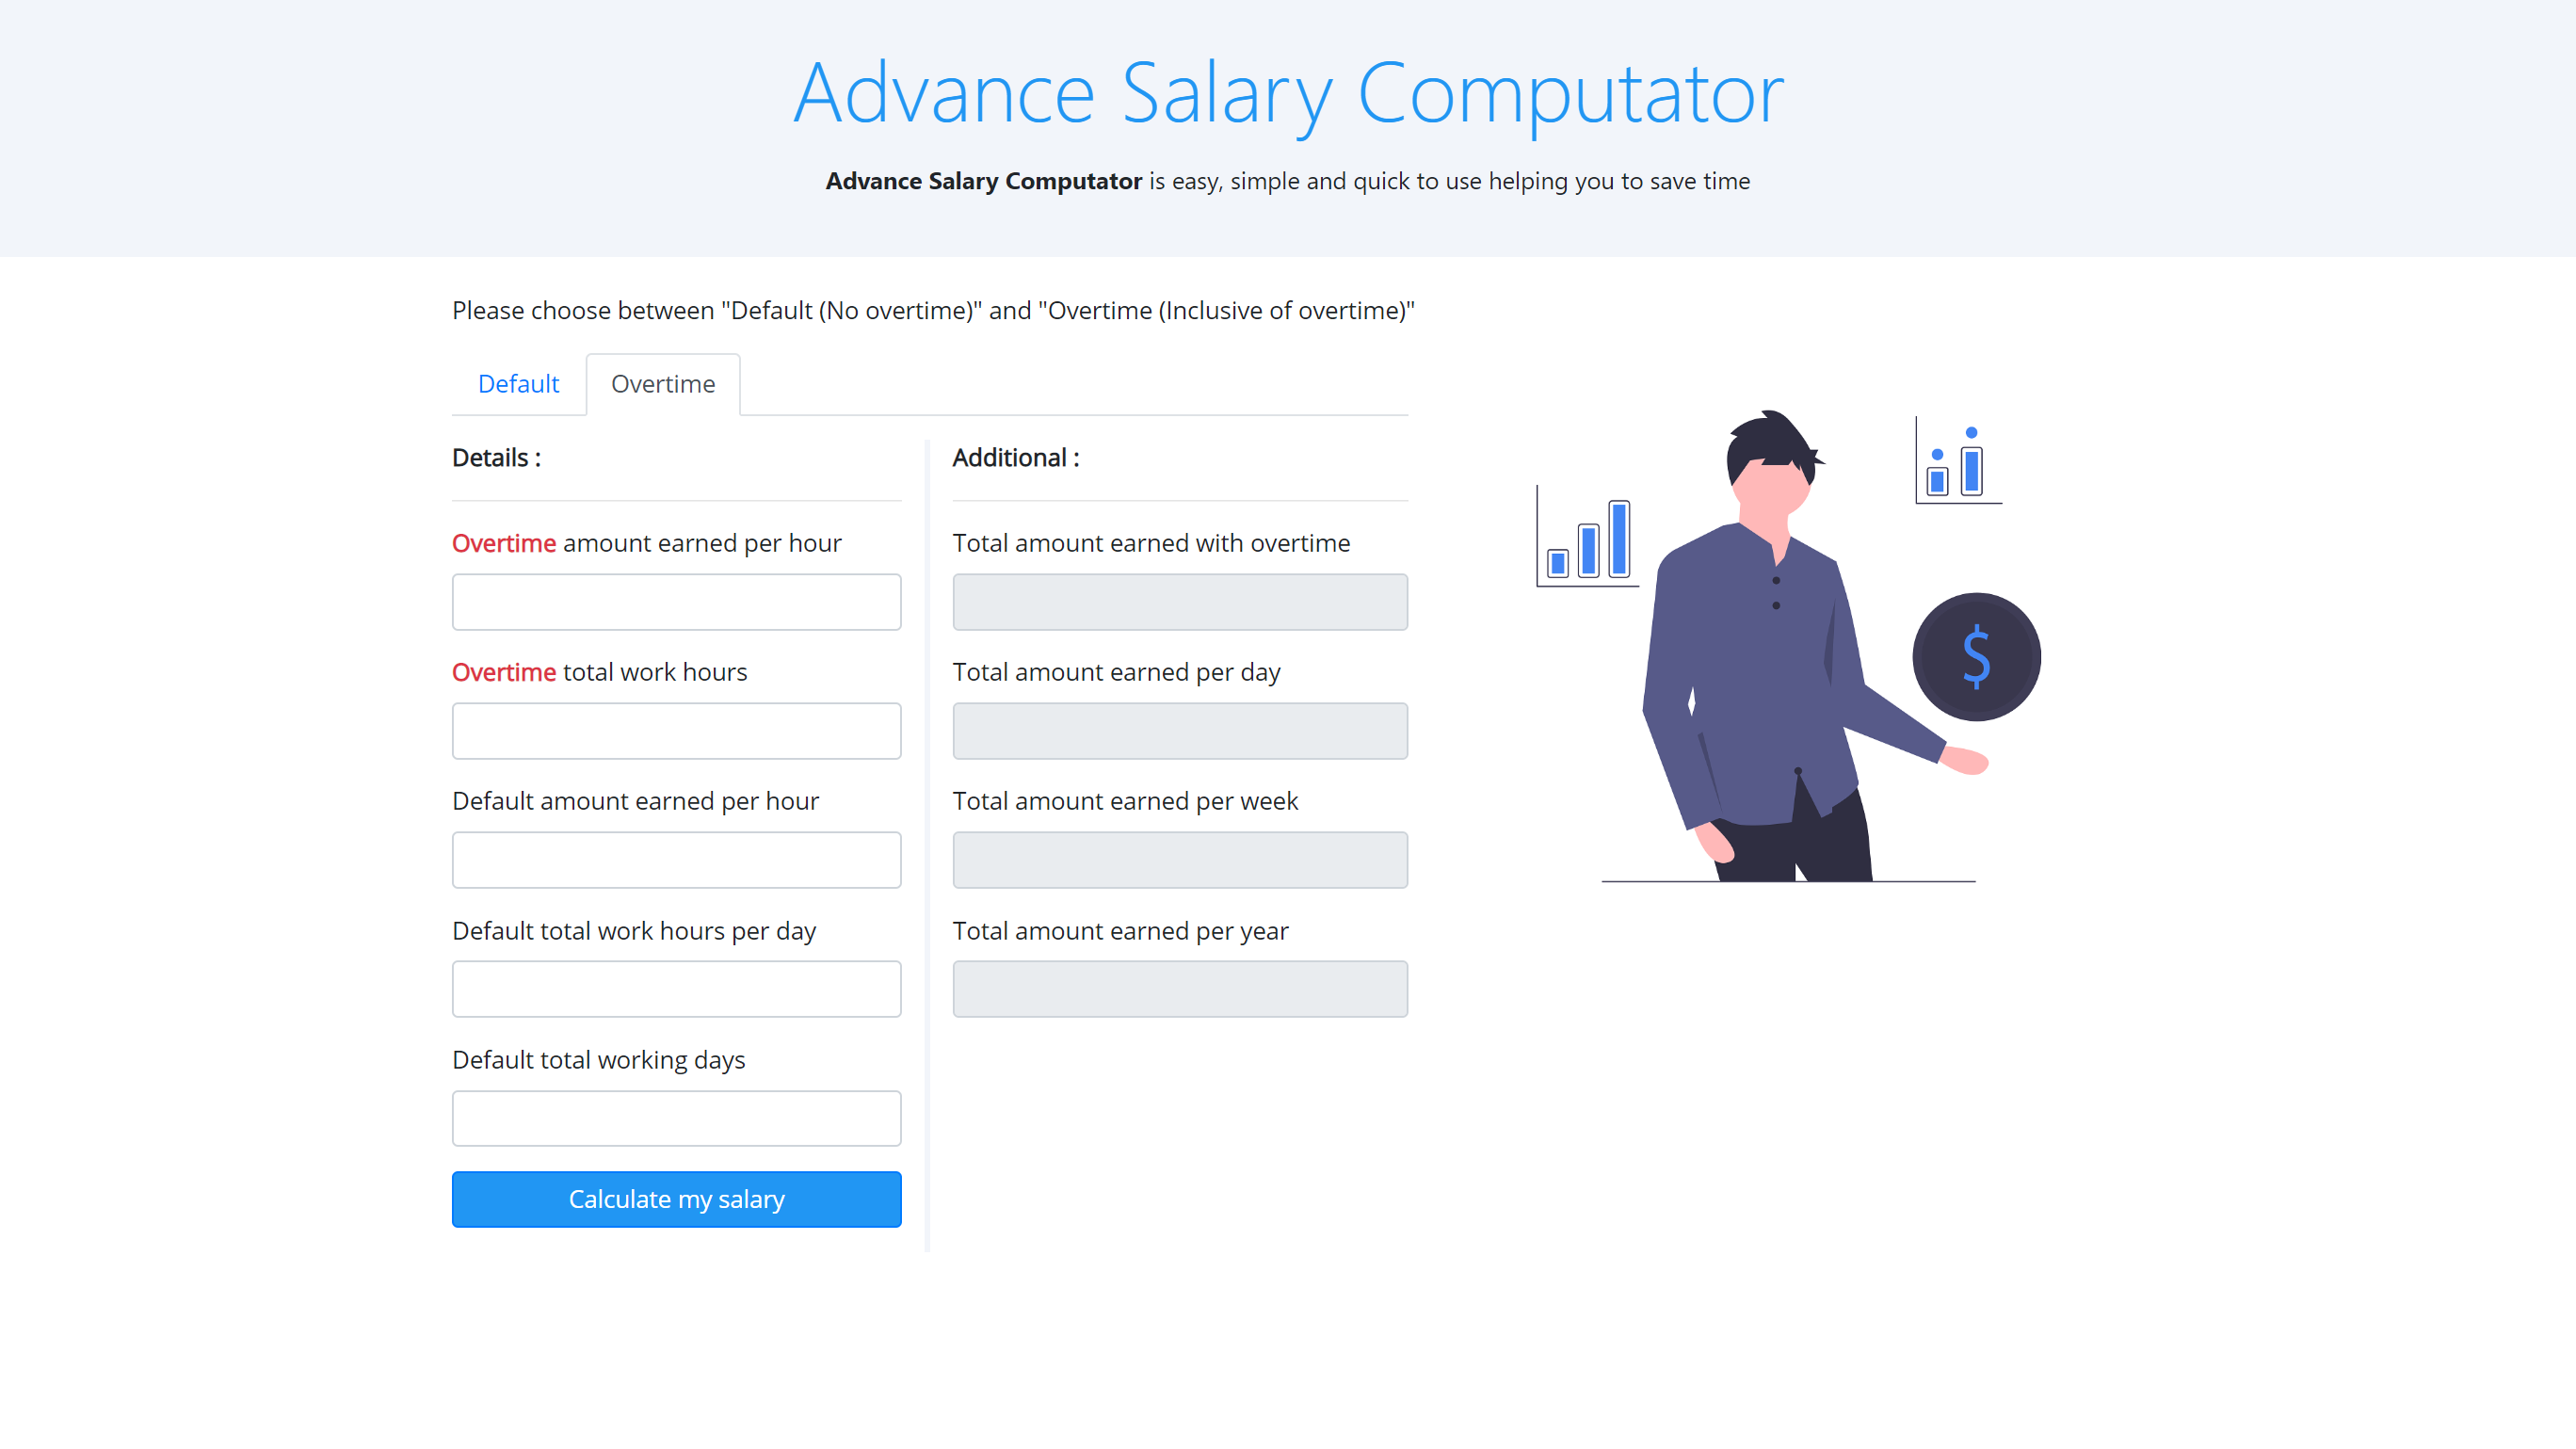 Advance Salary Computator
Advance Salary Computator is easy, simple and quick to use helping you to save time
Please choose between "Default (No overtime)" and "Overtime (Inclusive of overtime)"
Default
Overtime
Details :
Overtime amount earned per hour
Overtime total work hours
Default amount earned per hour
Default total work hours per day
Default total working days
Calculate my salary
Additional :
Total amount earned with overtime
Total amount earned per day
Total amount earned per week
Total amount earned per year
$